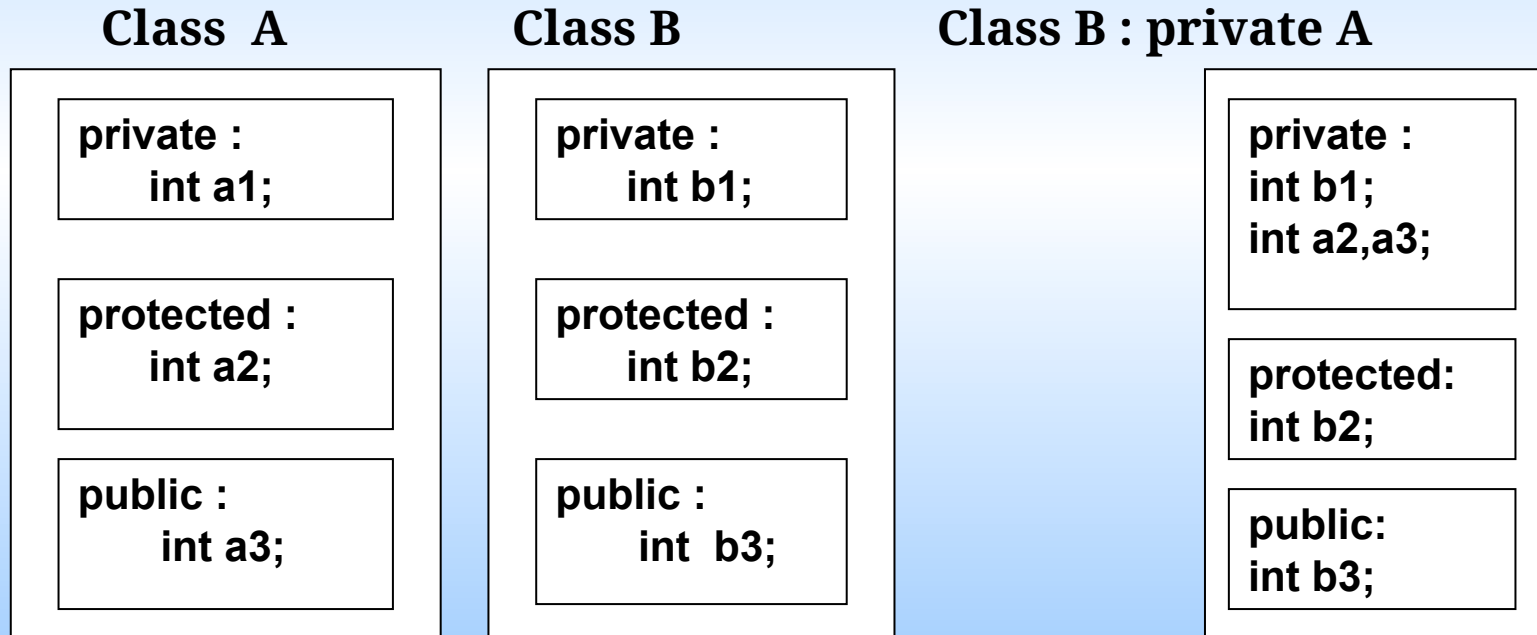 Class A
Class B
Class B : private A
private :
int a1;
protected :
int a2;
public :
int a3;
private :
int b1;
protected :
int b2;
public :
int b3;
private :
int b1;
int a2,a3;
protected:
int b2;
public:
int b3;